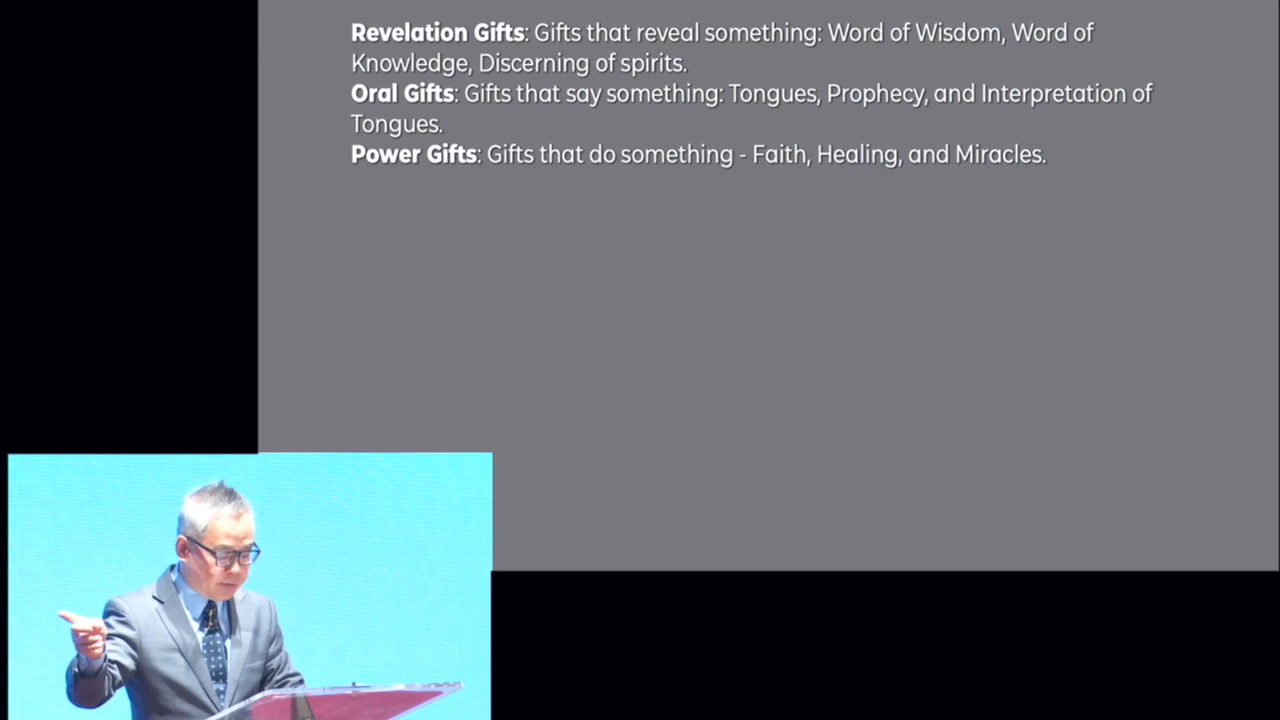 Revelation Gifts: Gifts that reveal something: Word of Wisdom, Word of
Knowledge, Discerning of spirits.
Oral Gifts: Gifts that say something: Tongues, Prophecy, and Interpretation of
Tongues.
Power Gifts: Gifts that do something - Faith, Healing, and Miracles.